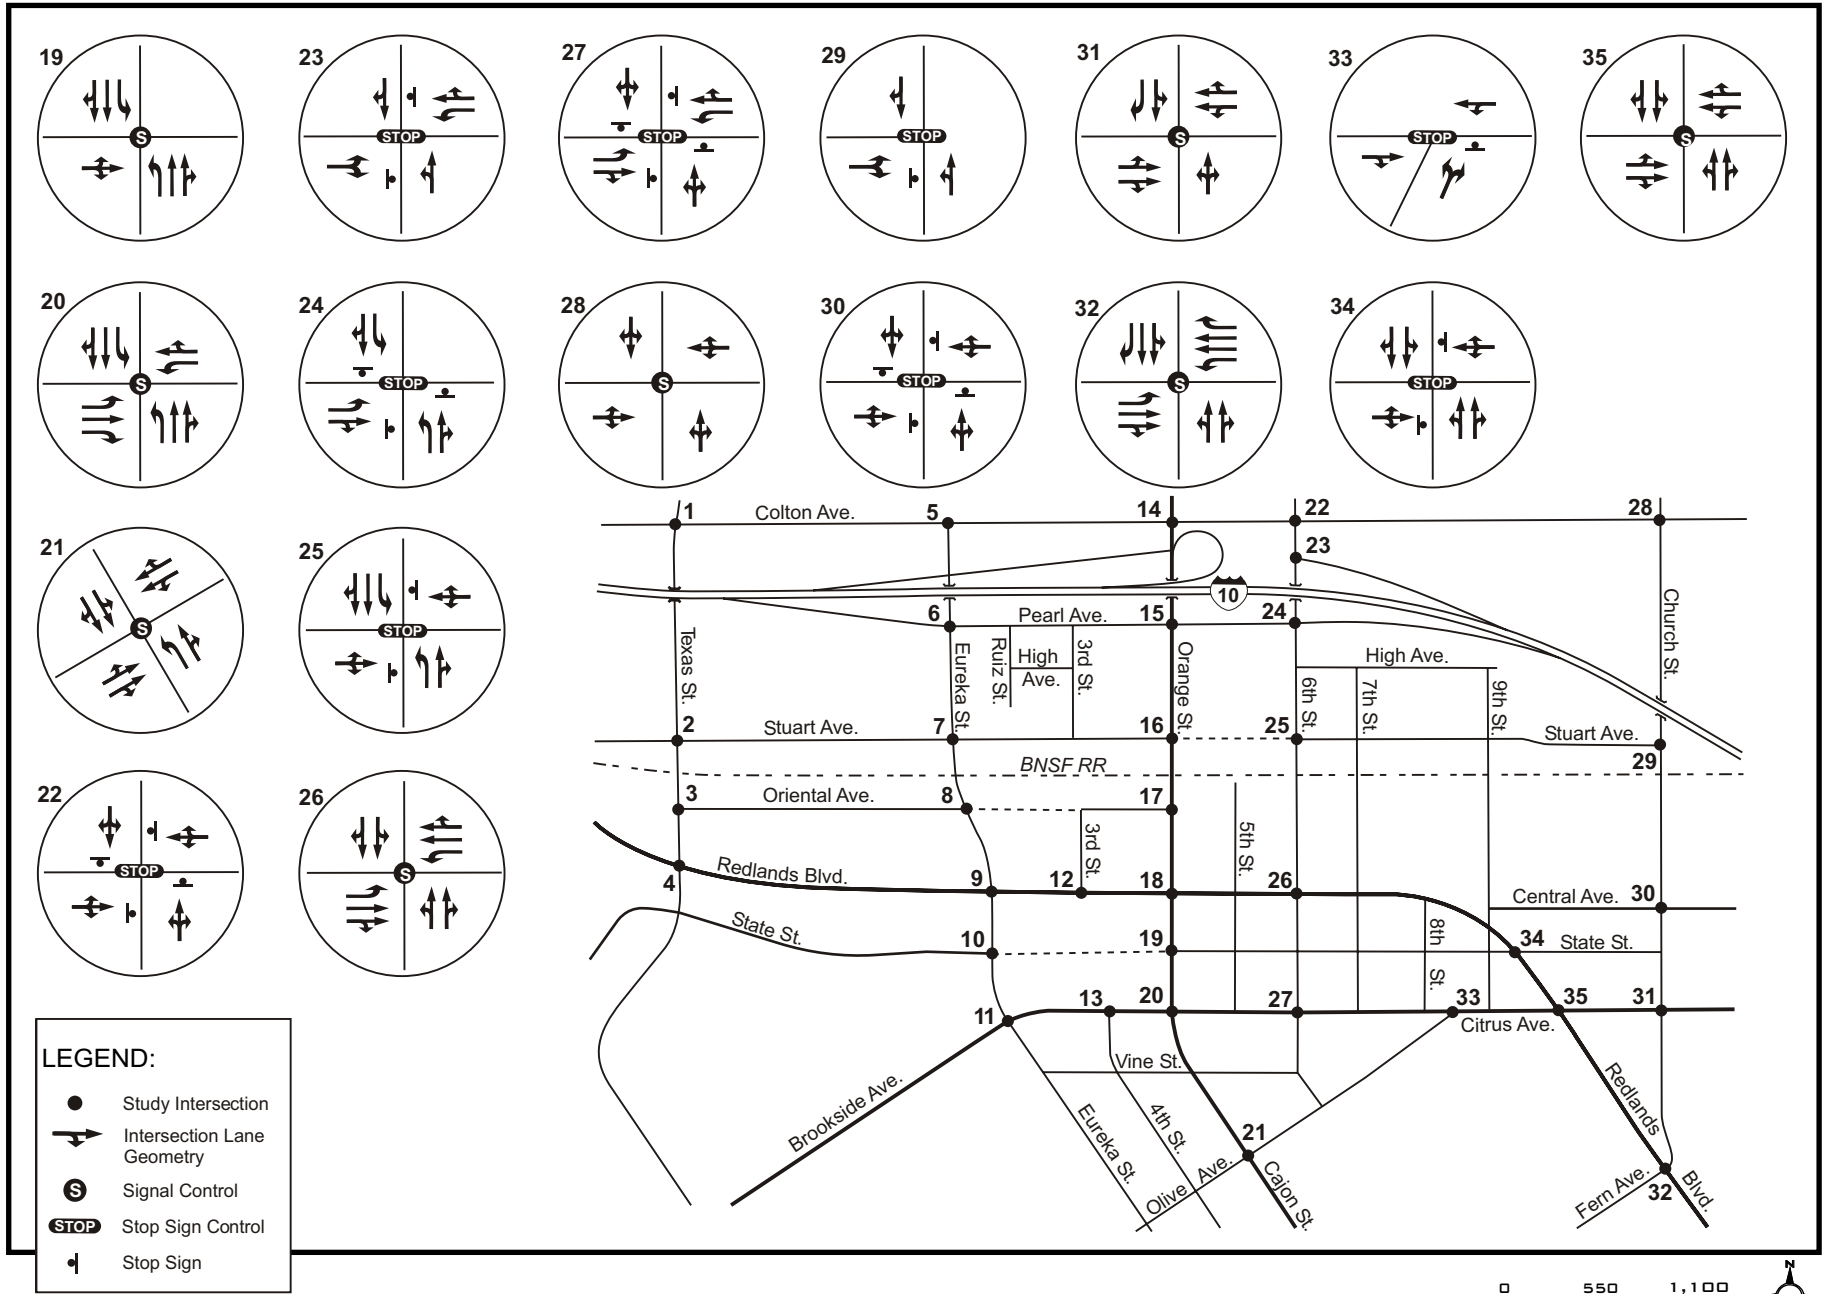 19
S
23
STOP
27
STOP
29
STOP
31
S
33
STOP
35
S
20
S
24
STOP
28
S
30
STOP
32
S
34
STOP
21
S
25
STOP
22
STOP
26
S
1
Colton Ave.
5
14
22
28
23
10
6
Pearl Ave.
15
24
Church St.
Texas St.
Eureka St.
Ruiz St.
High
Ave.
3rd St.
Orange St.
High Ave.
6th St.
7th St.
9th St.
2
Stuart Ave.
7
16
25
Stuart Ave.
29
BNSF RR
3
Oriental Ave.
8
17
3rd St.
5th St.
4
Redlands Blvd.
9
12
18
26
Central Ave.
30
State St.
10
19
8th
St.
34
State St.
11
13
20
27
33
35
31
Citrus Ave.
Vine St.
Brookside Ave.
Eureka St.
4th St.
Olive Ave.
21
Cajon St.
Redlands
Blvd.
Fern Ave.
32
LEGEND:
Study Intersection
Intersection Lane
Geometry
S
Signal Control
STOP
Stop Sign Control
Stop Sign
0 550 1,100
N